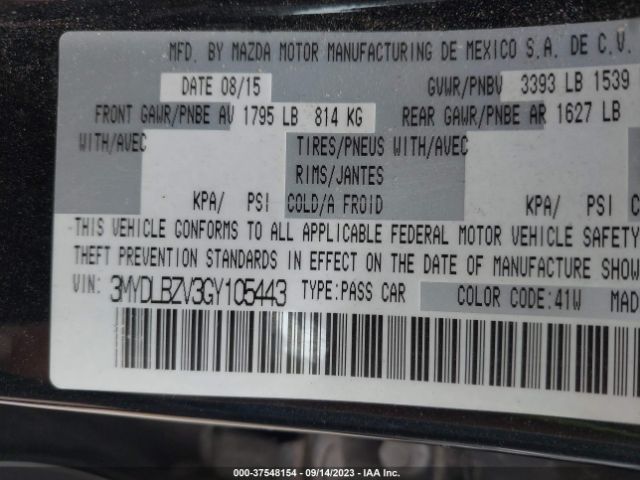 MFD. BY MAZDA MOTOR MANUFACTURING DE MEXICO S.A. DE C.V.
DATE 08/15 GVWR/PNBV 3393 LB 1539
FRONT GAWR/PNBE AV 1795 LB 814 KG REAR GAWR/PNBE AR 1627 LB
WITH/AVEC TIRES/PNEUS WITH/AVEC
RIMS/JANTES
KPA/ PSI COLD/A FROID KPA/ PSI
THIS VEHICLE CONFORMS TO ALL APPLICABLE FEDERAL MOTOR VEHICLE SAFETY
THEFT PREVENTION STANDARDS IN EFFECT ON THE DATE OF MANUFACTURE SHOW
VIN: 3MYDLBZV3GY105443 TYPE:PASS CAR COLOR CODE:41W MAD
000-37548154 - 09/14/2023 - IAA Inc.